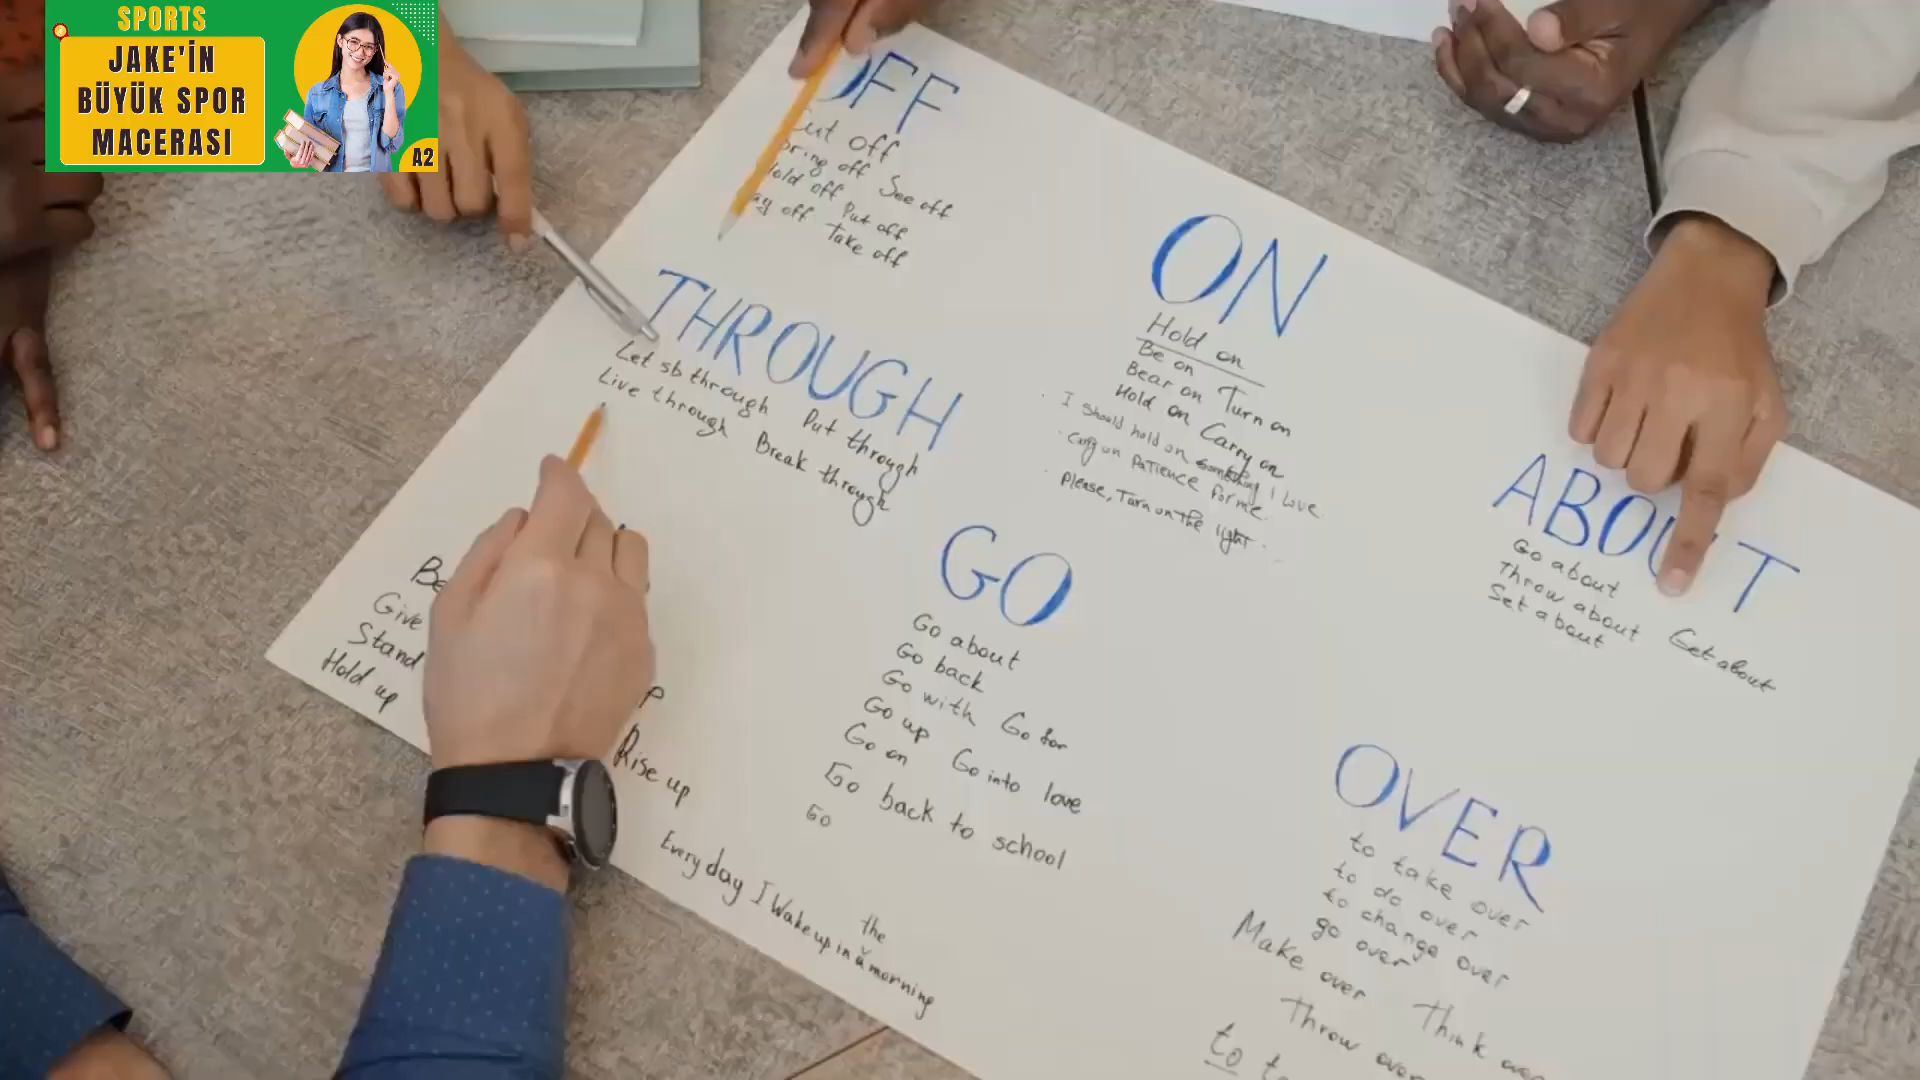 SPORTS
JAKE'İN
BÜYÜK SPOR
MACERASI
A2
OFF
off
off See off
Hold off Put off
off Take off
THROUGH
Let sb through Put through
Live through Break through
ON
Hold on
Be on Turn on
Bear on
Hold on Carry on
I should hold on something I love
Carry on patience for me
Please, Turn on the light
ABOUT
Go about
Throw about Get about
Set about
GO
Go about
Go back
Go with Go for
Go up Go into love
Go on
Go back to school
Go
Give
Stand
Hold up
Rise up
Every day I Wake up in the morning
OVER
to take over
to do over
to change over
go over
Make over Think over
Throw over
to